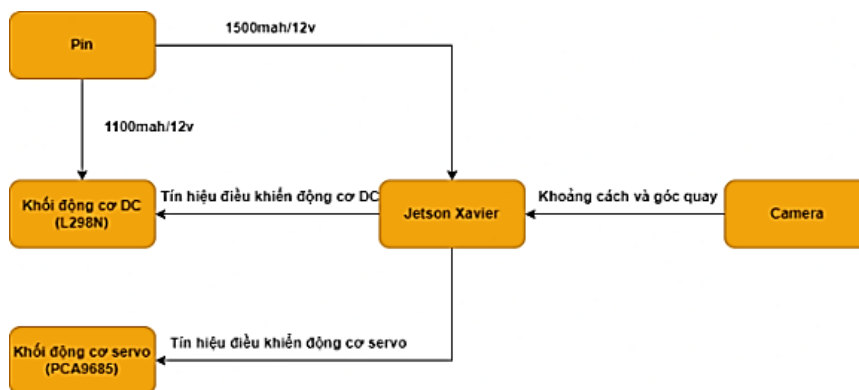 Pin
1500mah/12v
1100mah/12v
Khối động cơ DC
(L298N)
Tín hiệu điều khiến động cơ DC
Jetson Xavier
Khoảng cách và góc quay
Camera
Khối động cơ servo
(PCA9685)
Tín hiệu điều khiển động cơ servo